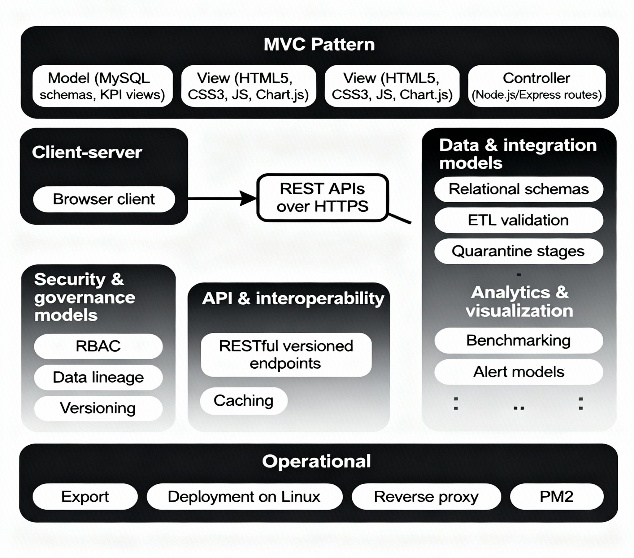 MVC Pattern
Model (MySQL
schemas, KPI views)
View (HTML5,
CSS3, JS, Chart.js)
View (HTML5,
CSS3, JS, Chart.js)
Controller
(Node.js/Express routes)
Client-server
Browser client
REST APIs
over HTTPS
Data & integration
models
Relational schemas
ETL validation
Quarantine stages
Analytics &
visualization
Benchmarking
Alert models
Security &
governance
models
RBAC
Data lineage
Versioning
API & interoperability
RESTful versioned
endpoints
Caching
Operational
Export
Deployment on Linux
Reverse proxy
PM2